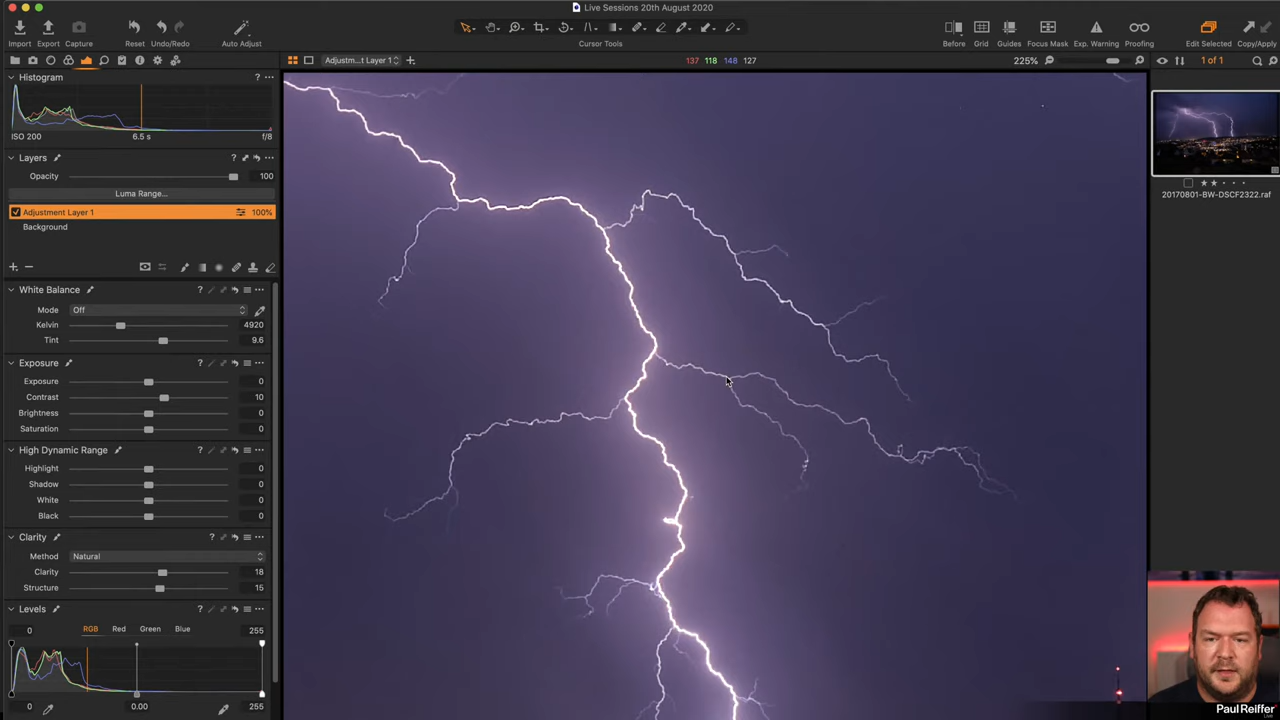 Live Sessions 20th August 2020
Import Export Capture Reset Undo/Redo Auto Adjust Cursor Tools Before Grid Guides Focus Mask Exp. Warning Proofing Edit Selected Copy/Apply
Adjustm...t Layer 1 137 118 148 127 225% 1 of 1
Histogram ?
ISO 200 6.5 s f/8
Layers ?
Opacity 100
Luma Range...
Adjustment Layer 1 100%
Background
20170801-BW-DSCF2322.raf
White Balance ?
Mode Off
Kelvin 4920
Tint 9.6
Exposure ?
Exposure 0
Contrast 10
Brightness 0
Saturation 0
High Dynamic Range ?
Highlight 0
Shadow 0
White 0
Black 0
Clarity ?
Method Natural
Clarity 18
Structure 15
Levels ?
0 RGB Red Green Blue 255
0 0.00 255
PaulReiffer
Live